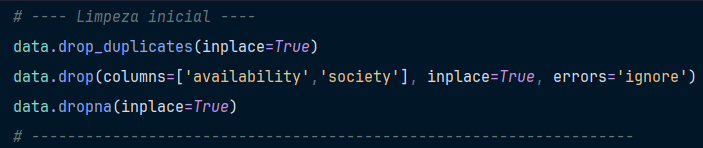 # ---- Limpeza inicial ----
data.drop_duplicates(inplace=True)
data.drop(columns=['availability','society'], inplace=True, errors='ignore')
data.dropna(inplace=True)
# -------------------------------------------------------------------